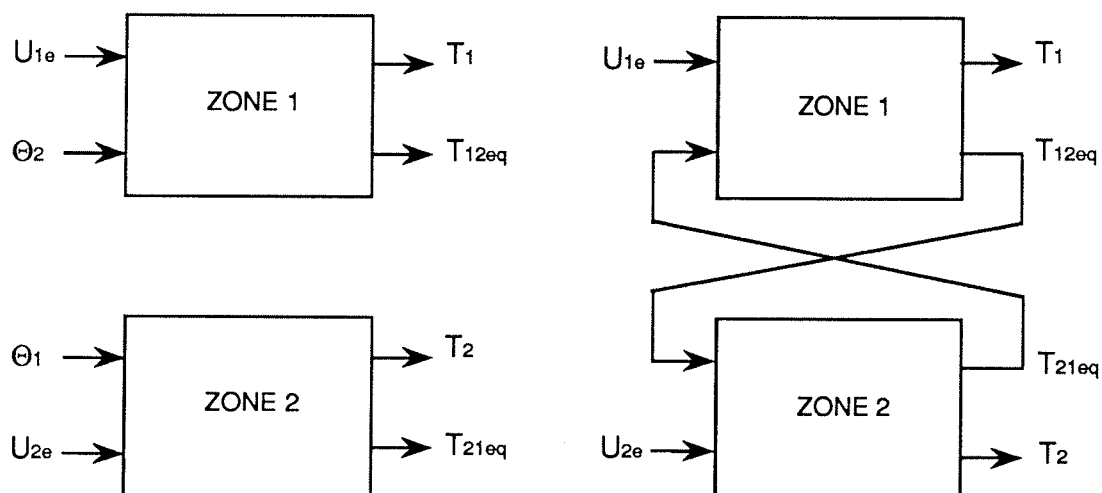 U1e
T1
ZONE 1
Θ2
T12eq
Θ1
T2
ZONE 2
U2e
T21eq
U1e
T1
ZONE 1
T12eq
T21eq
ZONE 2
U2e
T2